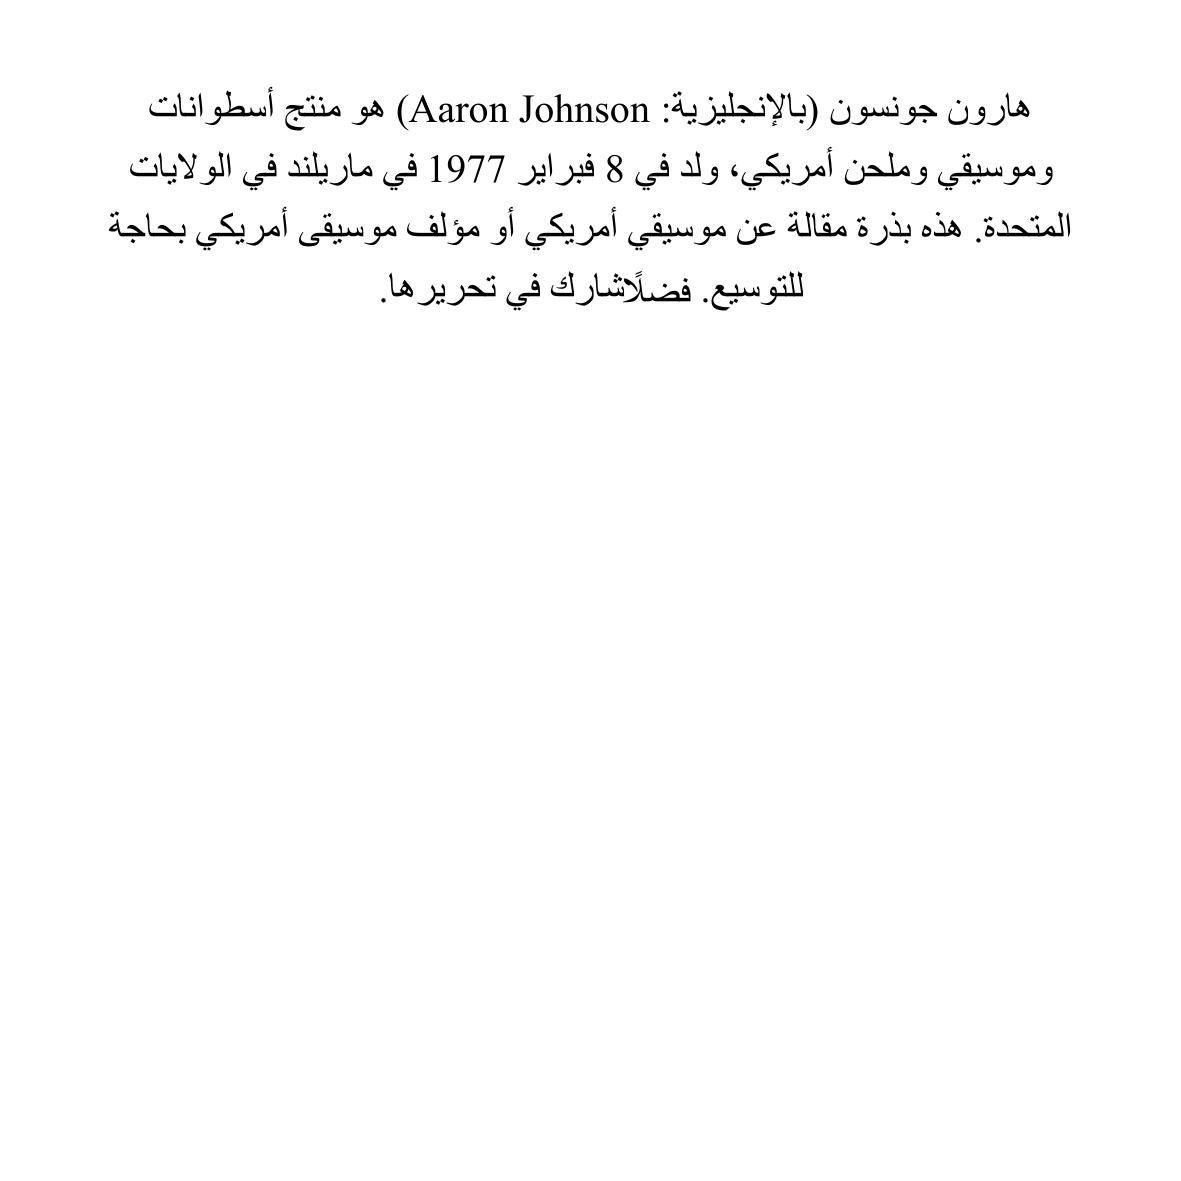 هارون جونسون (بالإنجليزية: Aaron Johnson) هو منتج أسطوانات
وموسيقي وملحن أمريكي، ولد في 8 فبراير 1977 في ماريلند في الولايات
المتحدة. هذه بذرة مقالة عن موسيقي أمريكي أو مؤلف موسيقى أمريكي بحاجة
للتوسيع. فضلًاشارك في تحريرها.